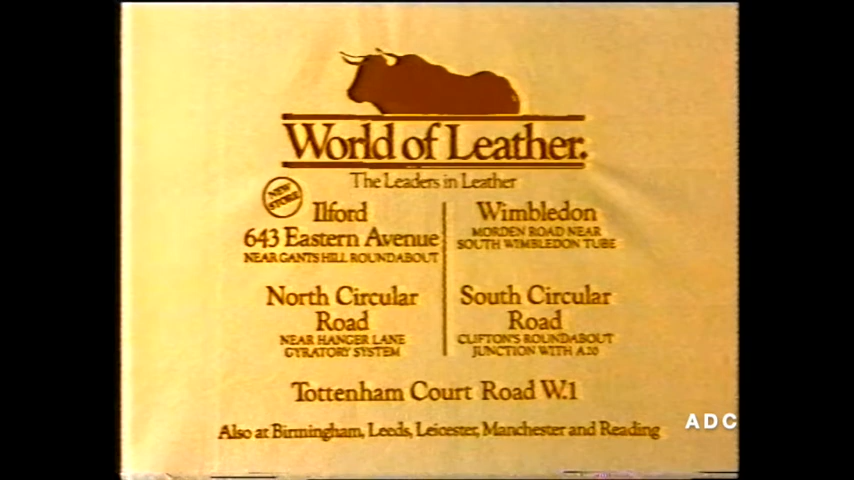 World of Leather.
The Leaders in Leather
NEW STORE
Ilford
643 Eastern Avenue
NEAR GANTS HILL ROUNDABOUT
Wimbledon
MORDEN ROAD NEAR
SOUTH WIMBLEDON TUBE
North Circular
Road
NEAR HANGER LANE
GYRATORY SYSTEM
South Circular
Road
CLIFTON'S ROUNDABOUT
JUNCTION WITH A20
Tottenham Court Road W.1
Also at Birmingham, Leeds, Leicester, Manchester and Reading
ADC